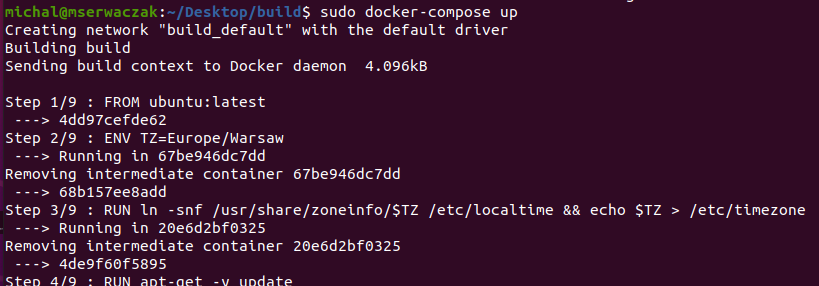 michal@mserwaczak:~/Desktop/build$ sudo docker-compose up
Creating network "build_default" with the default driver
Building build
Sending build context to Docker daemon  4.096kB
Step 1/9 : FROM ubuntu:latest
 ---> 4dd97cefde62
Step 2/9 : ENV TZ=Europe/Warsaw
 ---> Running in 67be946dc7dd
Removing intermediate container 67be946dc7dd
 ---> 68b157ee8add
Step 3/9 : RUN ln -snf /usr/share/zoneinfo/$TZ /etc/localtime && echo $TZ > /etc/timezone
 ---> Running in 20e6d2bf0325
Removing intermediate container 20e6d2bf0325
 ---> 4de9f60f5895
Step 4/9 : RUN apt-get -y update